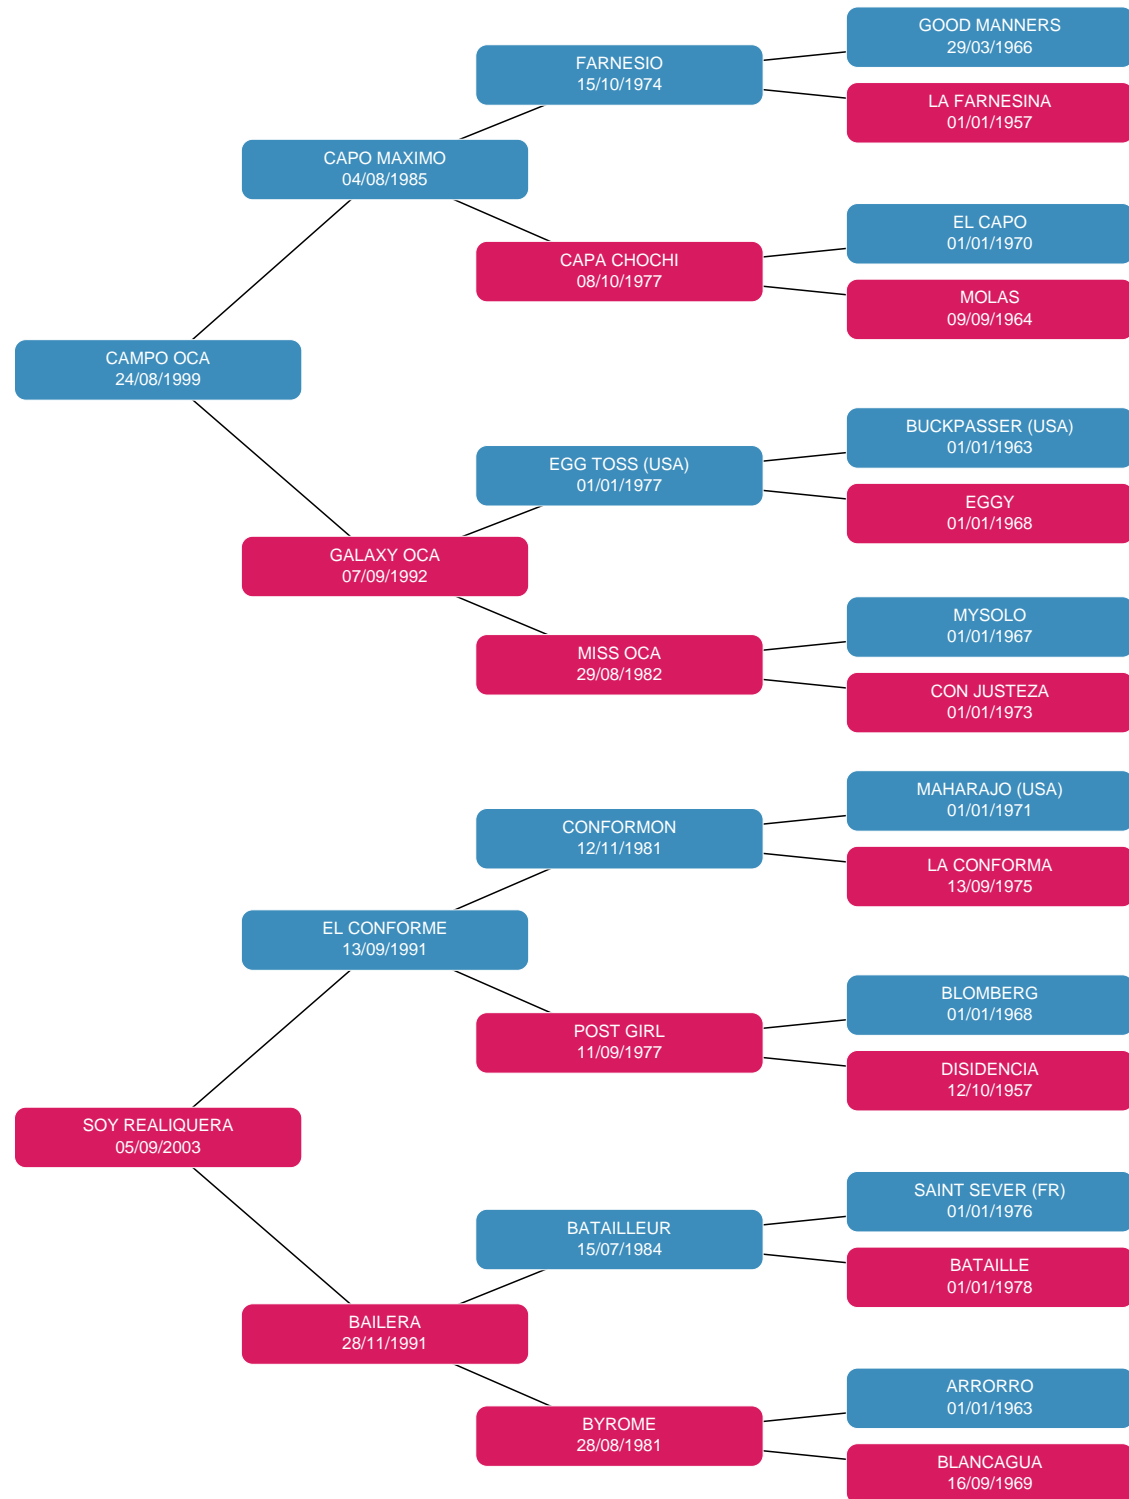 GOOD MANNERS
29/03/1966
FARNESIO
15/10/1974
LA FARNESINA
01/01/1957
CAPO MAXIMO
04/08/1985
EL CAPO
01/01/1970
CAPA CHOCHI
08/10/1977
MOLAS
09/09/1964
CAMPO OCA
24/08/1999
BUCKPASSER (USA)
01/01/1963
EGG TOSS (USA)
01/01/1977
EGGY
01/01/1968
GALAXY OCA
07/09/1992
MYSOLO
01/01/1967
MISS OCA
29/08/1982
CON JUSTEZA
01/01/1973
MAHARAJO (USA)
01/01/1971
CONFORMON
12/11/1981
LA CONFORMA
13/09/1975
EL CONFORME
13/09/1991
BLOMBERG
01/01/1968
POST GIRL
11/09/1977
DISIDENCIA
12/10/1957
SOY REALIQUERA
05/09/2003
SAINT SEVER (FR)
01/01/1976
BATAILLEUR
15/07/1984
BATAILLE
01/01/1978
BAILERA
28/11/1991
ARRORRO
01/01/1963
BYROME
28/08/1981
BLANCAGUA
16/09/1969